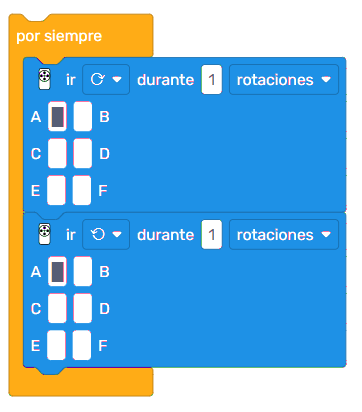 por siempre
ir durante 1 rotaciones
A B
C D
E F
ir durante 1 rotaciones
A B
C D
E F